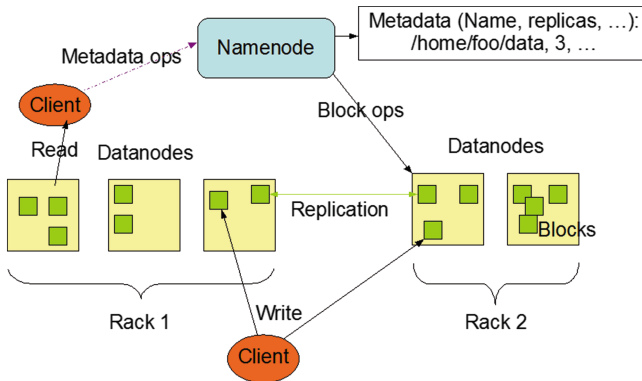 Metadata (Name, replicas, …):
/home/foo/data, 3, …
Namenode
Metadata ops
Client
Block ops
Read
Datanodes
Datanodes
Replication
Blocks
Rack 1
Write
Rack 2
Client